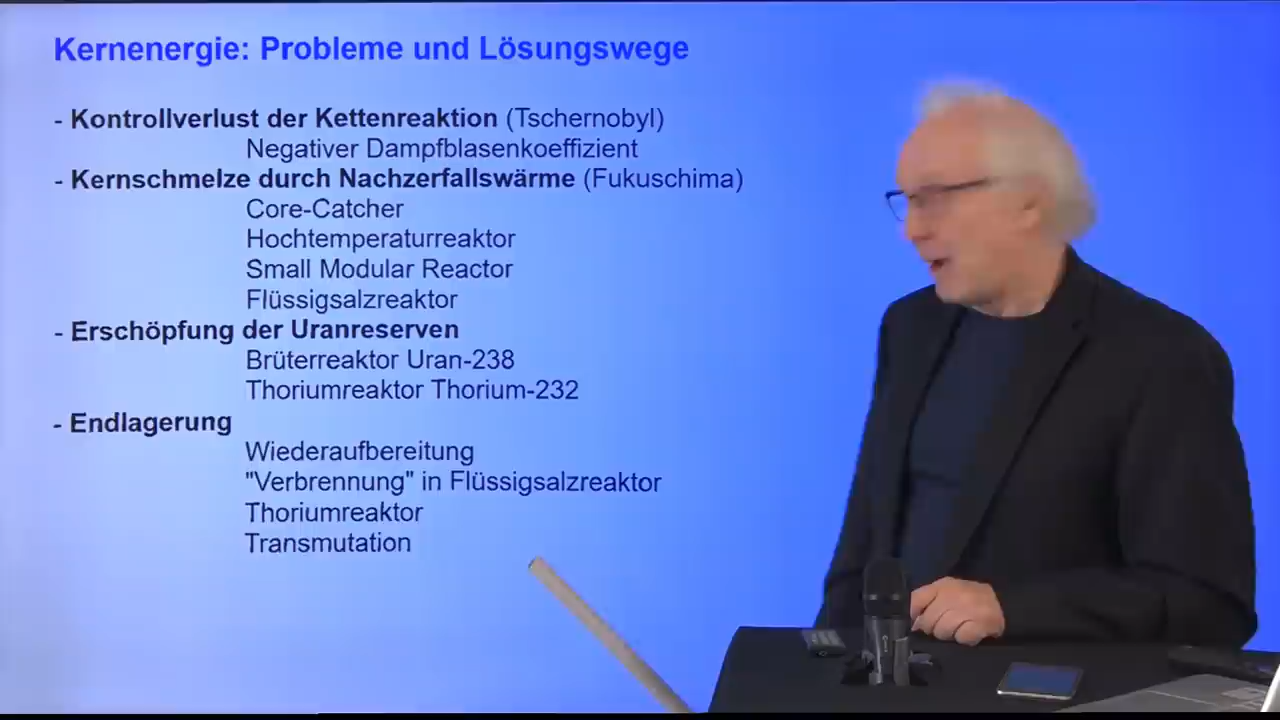 Kernenergie: Probleme und Lösungswege
- Kontrollverlust der Kettenreaktion (Tschernobyl)
Negativer Dampfblasenkoeffizient
- Kernschmelze durch Nachzerfallswärme (Fukuschima)
Core-Catcher
Hochtemperaturreaktor
Small Modular Reactor
Flüssigsalzreaktor
- Erschöpfung der Uranreserven
Brüterreaktor Uran-238
Thoriumreaktor Thorium-232
- Endlagerung
Wiederaufbereitung
"Verbrennung" in Flüssigsalzreaktor
Thoriumreaktor
Transmutation